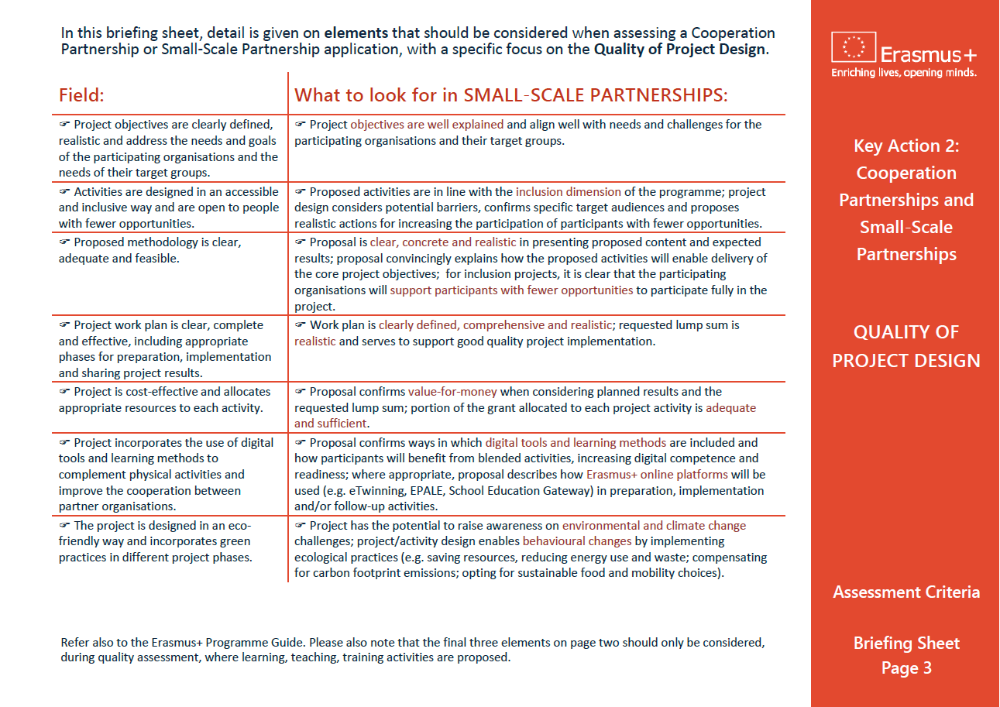 In this briefing sheet, detail is given on elements that should be considered when assessing a Cooperation
Partnership or Small-Scale Partnership application, with a specific focus on the Quality of Project Design.
Field:
What to look for in SMALL-SCALE PARTNERSHIPS:
☞ Project objectives are clearly defined,
realistic and address the needs and goals
of the participating organisations and the
needs of their target groups.
☞ Project objectives are well explained and align well with needs and challenges for the
participating organisations and their target groups.
☞ Activities are designed in an accessible
and inclusive way and are open to people
with fewer opportunities.
☞ Proposed activities are in line with the inclusion dimension of the programme; project
design considers potential barriers, confirms specific target audiences and proposes
realistic actions for increasing the participation of participants with fewer opportunities.
☞ Proposed methodology is clear,
adequate and feasible.
☞ Proposal is clear, concrete and realistic in presenting proposed content and expected
results; proposal convincingly explains how the proposed activities will enable delivery of
the core project objectives; for inclusion projects, it is clear that the participating
organisations will support participants with fewer opportunities to participate fully in the
project.
☞ Project work plan is clear, complete
and effective, including appropriate
phases for preparation, implementation
and sharing project results.
☞ Work plan is clearly defined, comprehensive and realistic; requested lump sum is
realistic and serves to support good quality project implementation.
☞ Project is cost-effective and allocates
appropriate resources to each activity.
☞ Proposal confirms value-for-money when considering planned results and the
requested lump sum; portion of the grant allocated to each project activity is adequate
and sufficient.
☞ Project incorporates the use of digital
tools and learning methods to
complement physical activities and
improve the cooperation between
partner organisations.
☞ Proposal confirms ways in which digital tools and learning methods are included and
how participants will benefit from blended activities, increasing digital competence and
readiness; where appropriate, proposal describes how Erasmus+ online platforms will be
used (e.g. eTwinning, EPALE, School Education Gateway) in preparation, implementation
and/or follow-up activities.
☞ The project is designed in an eco-
friendly way and incorporates green
practices in different project phases.
☞ Project has the potential to raise awareness on environmental and climate change
challenges; project/activity design enables behavioural changes by implementing
ecological practices (e.g. saving resources, reducing energy use and waste; compensating
for carbon footprint emissions; opting for sustainable food and mobility choices).
Refer also to the Erasmus+ Programme Guide. Please also note that the final three elements on page two should only be considered,
during quality assessment, where learning, teaching, training activities are proposed.
Erasmus+
Enriching lives, opening minds.
Key Action 2:
Cooperation
Partnerships and
Small-Scale
Partnerships
QUALITY OF
PROJECT DESIGN
Assessment Criteria
Briefing Sheet
Page 3